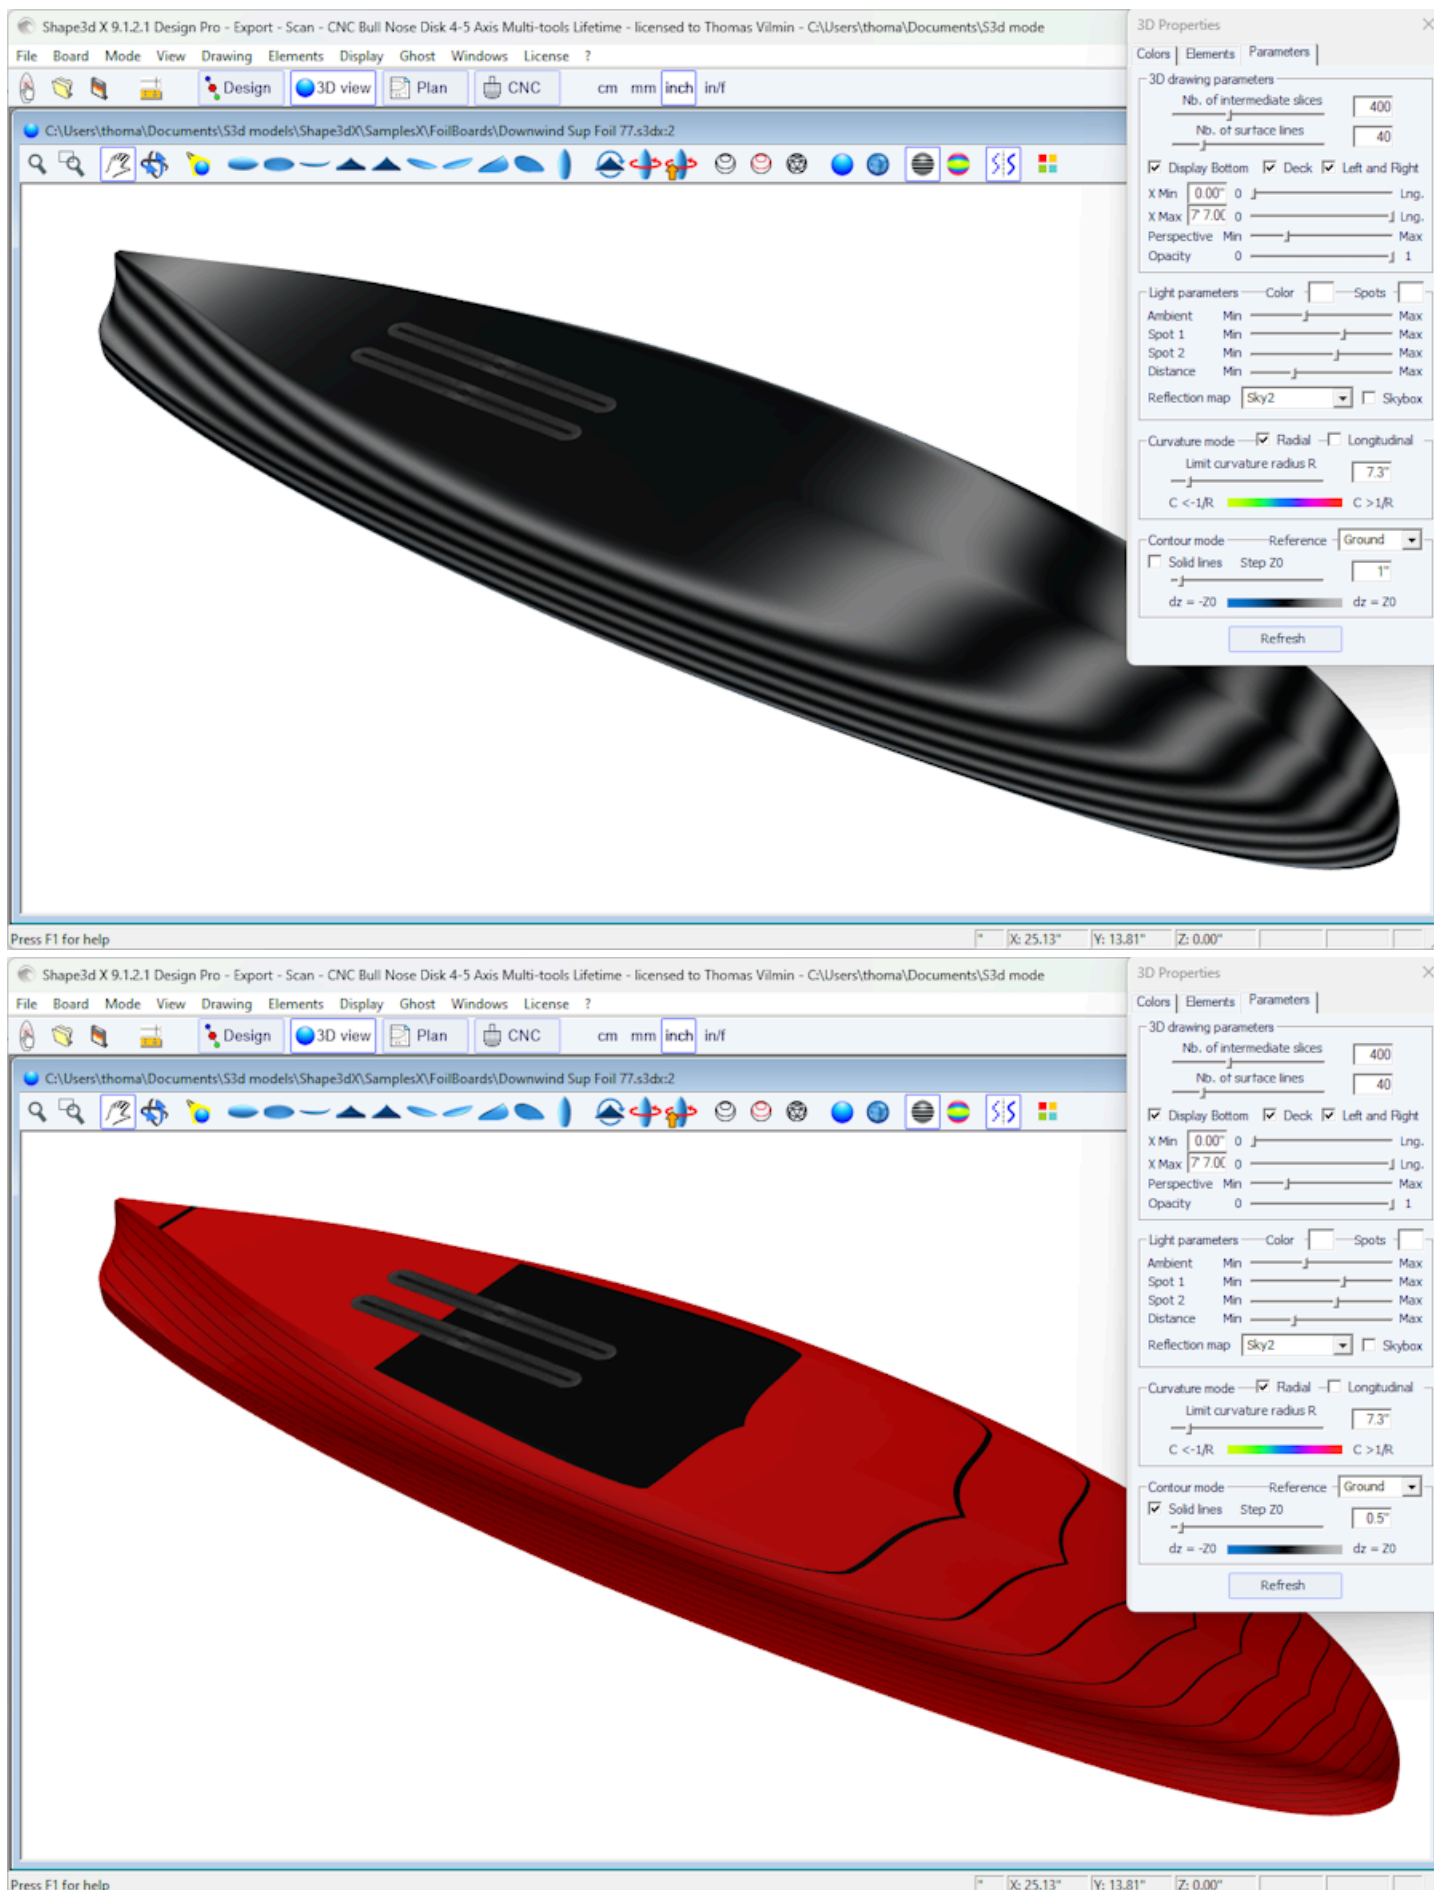 Shape3d X 9.1.2.1 Design Pro - Export - Scan - CNC Bull Nose Disk 4-5 Axis Multi-tools Lifetime - licensed to Thomas Vilmin - C:\Users\thoma\Documents\S3d mode
File Board Mode View Drawing Elements Display Ghost Windows License ?
Design 3D view Plan CNC cm mm inch in/f
C:\Users\thoma\Documents\S3d models\Shape3dX\SamplesX\FoilBoards\Downwind Sup Foil 77.s3dx:2
3D Properties
Colors Elements Parameters
3D drawing parameters
Nb. of intermediate slices 400
Nb. of surface lines 40
Display Bottom Deck Left and Right
X Min 0.00" 0 Lng.
X Max 7' 7.00 0 Lng.
Perspective Min Max
Opacity 0 1
Light parameters Color Spots
Ambient Min Max
Spot 1 Min Max
Spot 2 Min Max
Distance Min Max
Reflection map Sky2 Skybox
Curvature mode Radial Longitudinal
Limit curvature radius R 7.3"
C <-1/R C >1/R
Contour mode Reference Ground
Solid lines Step Z0 1"
dz = -Z0 dz = Z0
Refresh
Press F1 for help " X: 25.13" Y: 13.81" Z: 0.00"
Shape3d X 9.1.2.1 Design Pro - Export - Scan - CNC Bull Nose Disk 4-5 Axis Multi-tools Lifetime - licensed to Thomas Vilmin - C:\Users\thoma\Documents\S3d mode
File Board Mode View Drawing Elements Display Ghost Windows License ?
Design 3D view Plan CNC cm mm inch in/f
C:\Users\thoma\Documents\S3d models\Shape3dX\SamplesX\FoilBoards\Downwind Sup Foil 77.s3dx:2
3D Properties
Colors Elements Parameters
3D drawing parameters
Nb. of intermediate slices 400
Nb. of surface lines 40
Display Bottom Deck Left and Right
X Min 0.00" 0 Lng.
X Max 7' 7.00 0 Lng.
Perspective Min Max
Opacity 0 1
Light parameters Color Spots
Ambient Min Max
Spot 1 Min Max
Spot 2 Min Max
Distance Min Max
Reflection map Sky2 Skybox
Curvature mode Radial Longitudinal
Limit curvature radius R 7.3"
C <-1/R C >1/R
Contour mode Reference Ground
Solid lines Step Z0 0.5"
dz = -Z0 dz = Z0
Refresh
Press F1 for help " X: 25.13" Y: 13.81" Z: 0.00"